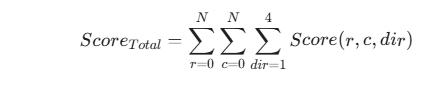 $Score_{Total} = \sum_{r=0}^{N} \sum_{c=0}^{N} \sum_{dir=1}^{4} Score(r, c, dir)$